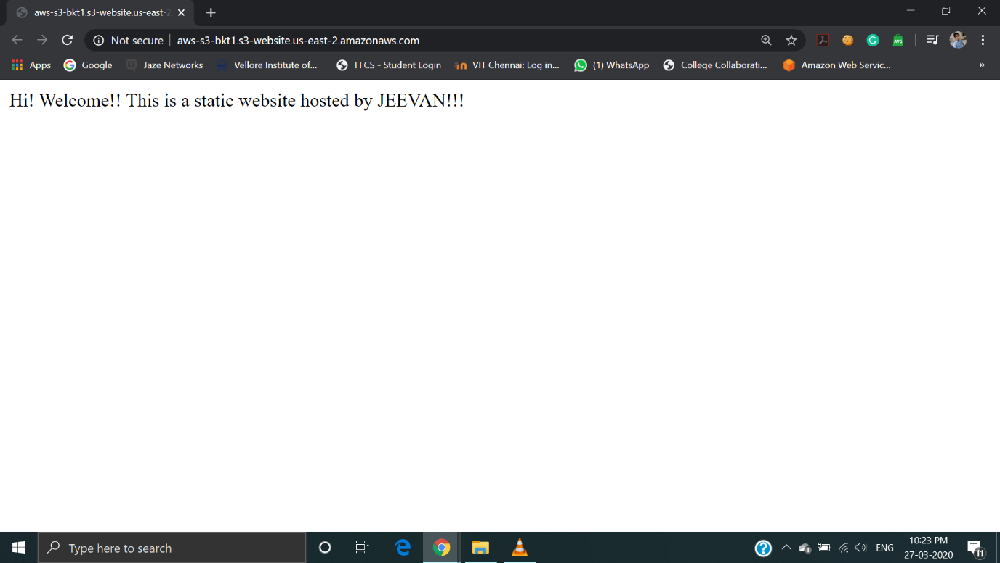 aws-s3-bkt1.s3-website.us-east-2
Not secure aws-s3-bkt1.s3-website.us-east-2.amazonaws.com AVG
Apps Google Jaze Networks Vellore Institute of... FFCS - Student Login VIT Chennai: Log in... (1) WhatsApp College Collaborati... Amazon Web Servic... »
Hi! Welcome!! This is a static website hosted by JEEVAN!!!
Type here to search ENG 10:23 PM
27-03-2020 11